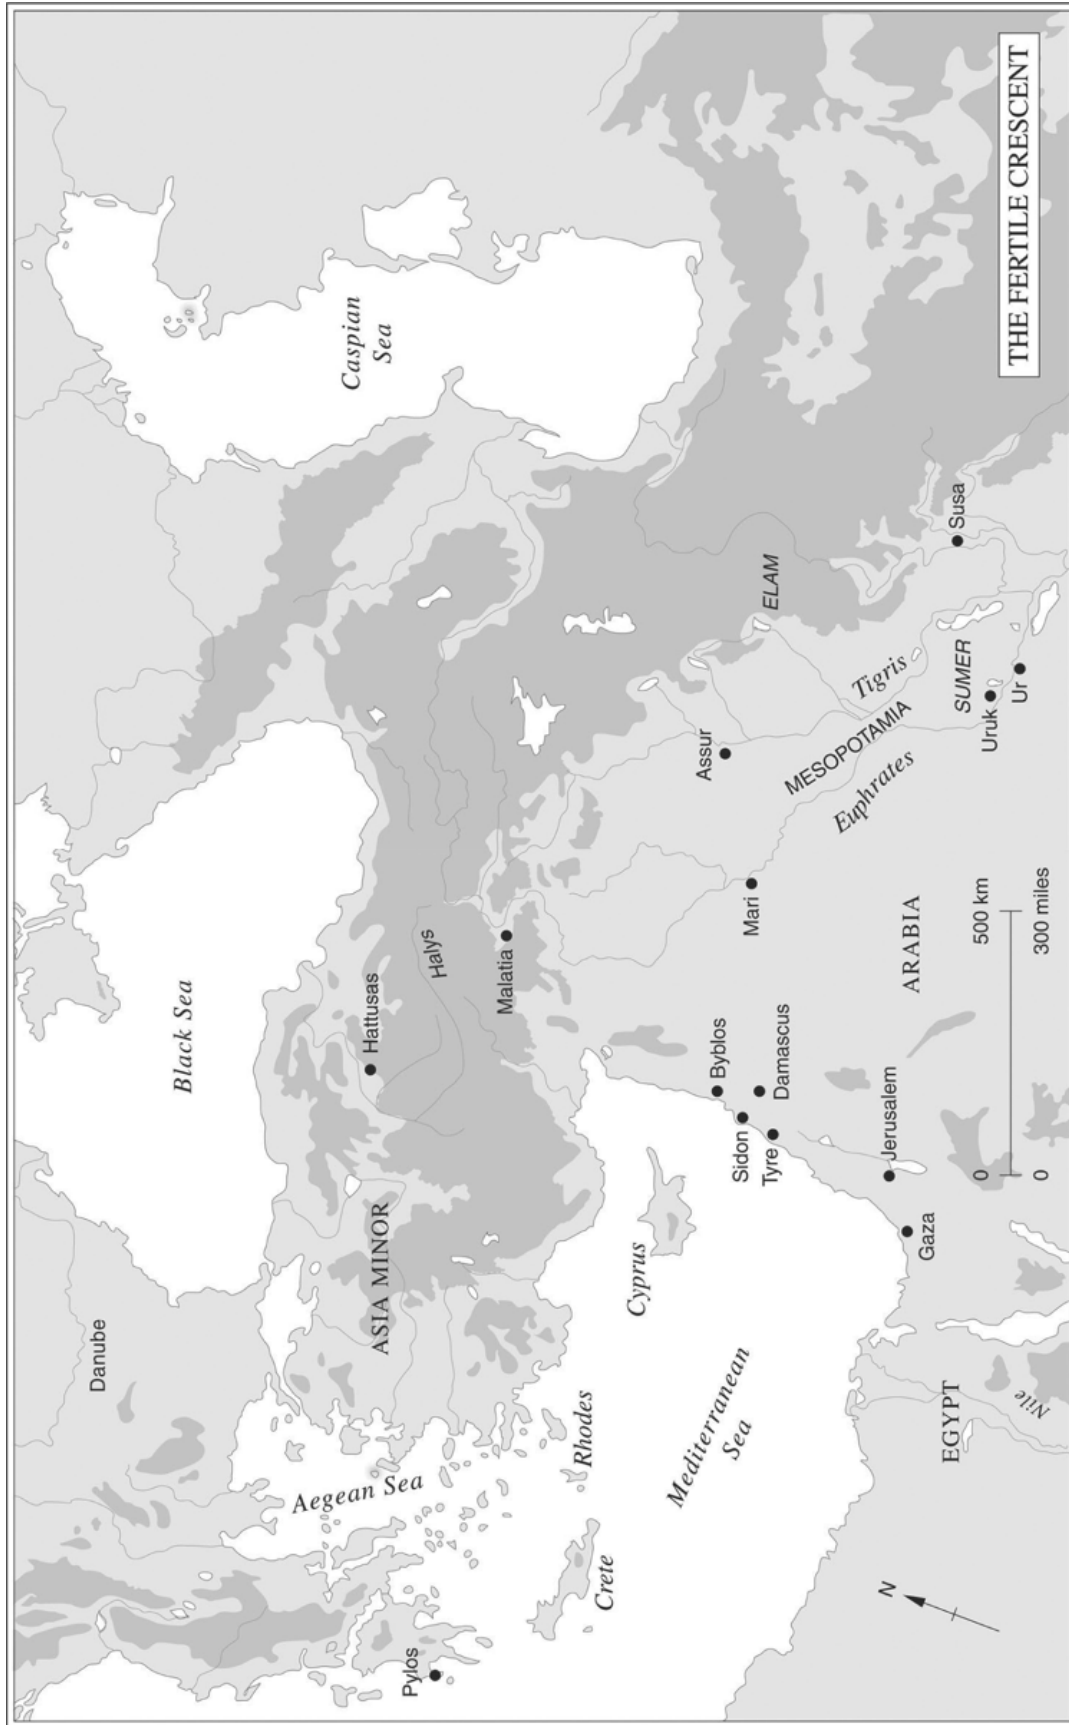 Black Sea
Caspian
Sea
Danube
Aegean Sea
ASIA MINOR
Hattusas
Halys
Malatia
Pylos
Crete
Rhodes
Cyprus
Mediterranean
Sea
Byblos
Sidon
Damascus
Tyre
Jerusalem
Gaza
EGYPT
Nile
ARABIA
Mari
Assur
ELAM
Tigris
MESOPOTAMIA
Euphrates
SUMER
Uruk
Ur
Susa
N
0 500 km
0 300 miles
THE FERTILE CRESCENT